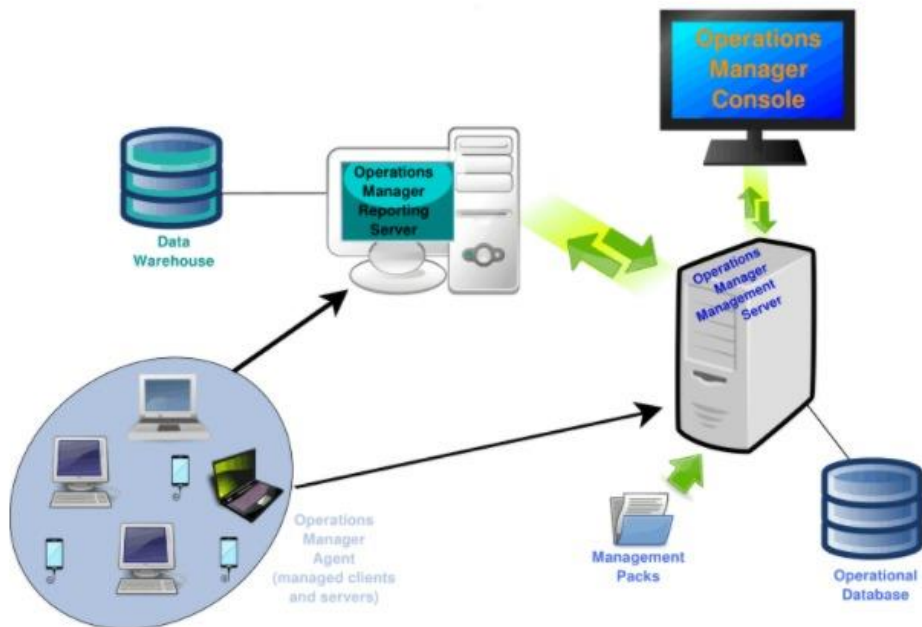 Operations
Manager
Console
Operations
Manager
Reporting
Server
Data
Warehouse
Operations
Manager
Management
Server
Operations
Manager
Agent
(managed clients
and servers)
Management
Packs
Operational
Database